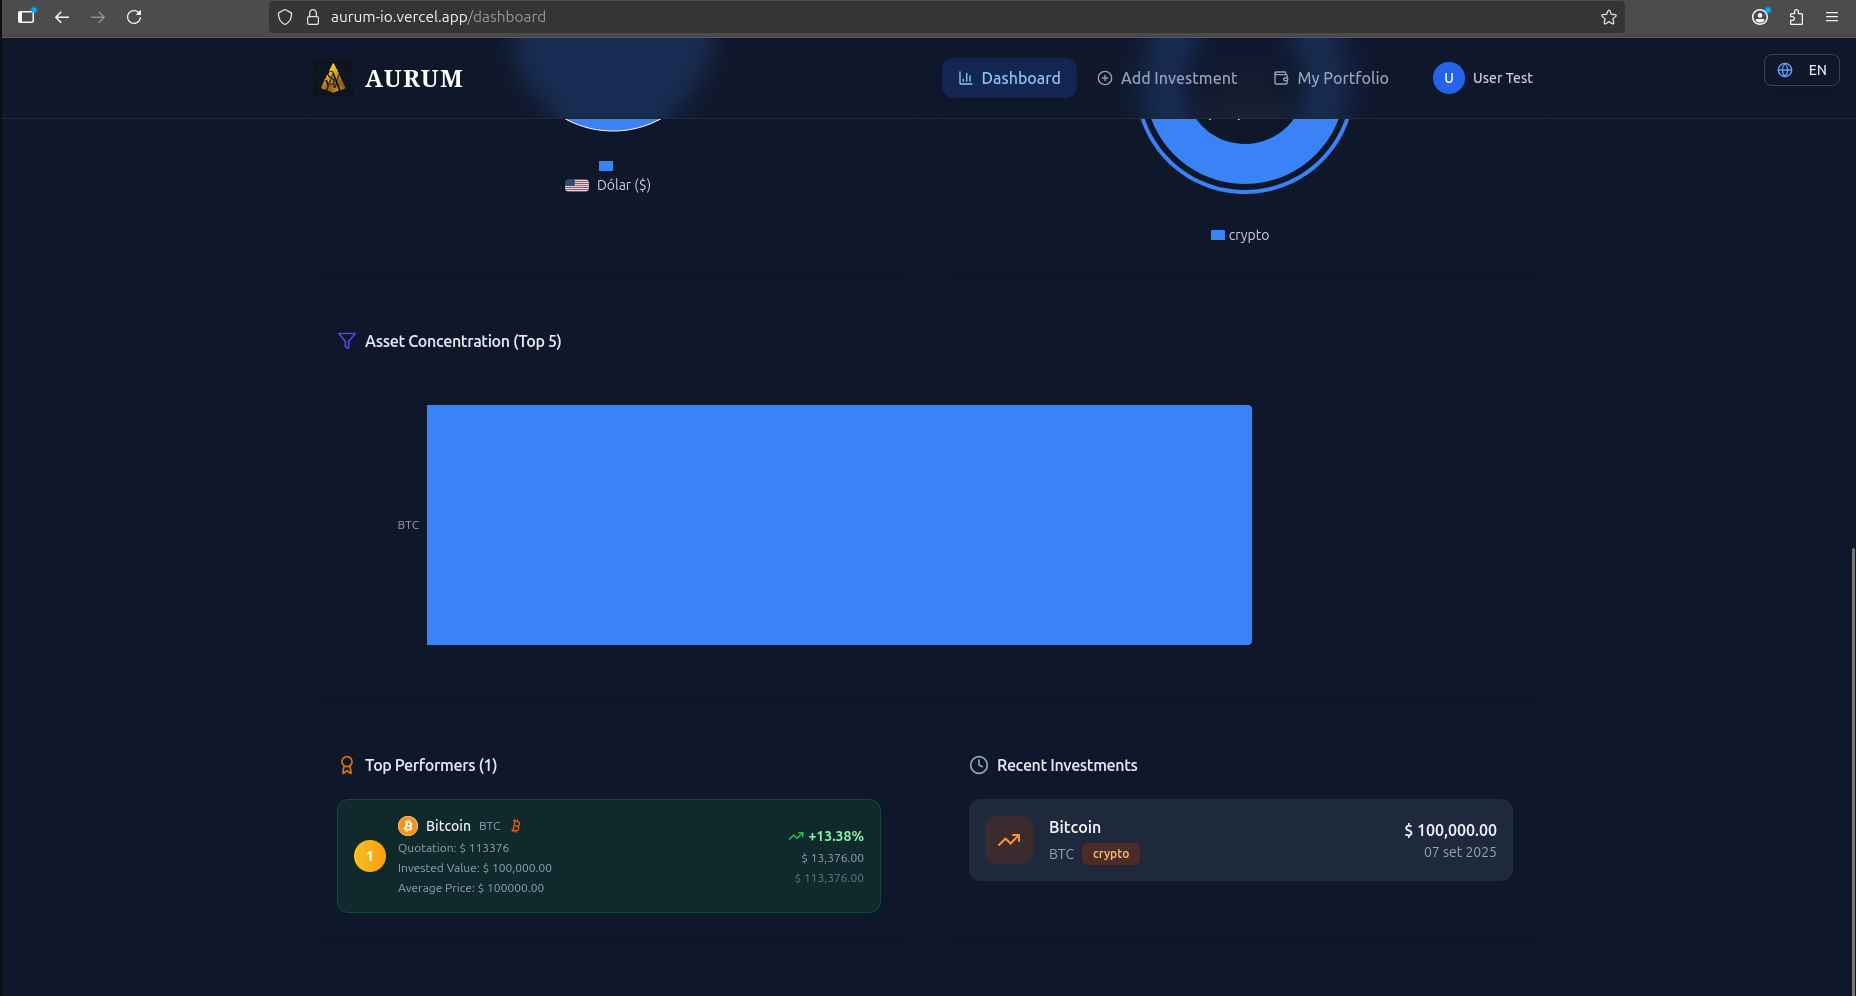 aurum-io.vercel.app/dashboard
AURUM
Dashboard
Add Investment
My Portfolio
U
User Test
EN
Dólar ($)
crypto
Asset Concentration (Top 5)
BTC
Top Performers (1)
1
Bitcoin BTC
Quotation: $ 113376
Invested Value: $ 100,000.00
Average Price: $ 100000.00
+13.38%
$ 13,376.00
$ 113,376.00
Recent Investments
Bitcoin
BTC crypto
$ 100,000.00
07 set 2025